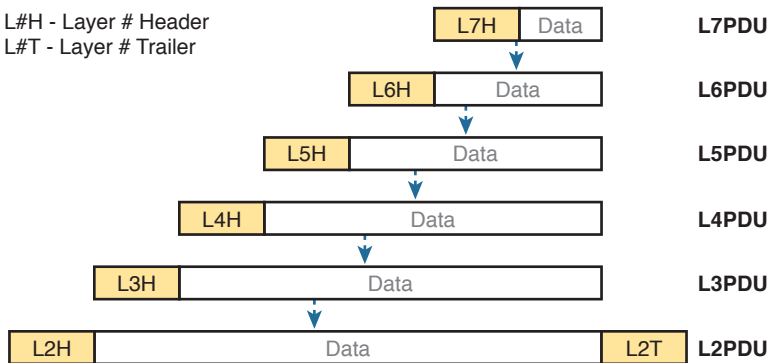 L#H - Layer # Header
L#T - Layer # Trailer
L7H Data L7PDU
L6H Data L6PDU
L5H Data L5PDU
L4H Data L4PDU
L3H Data L3PDU
L2H Data L2T L2PDU